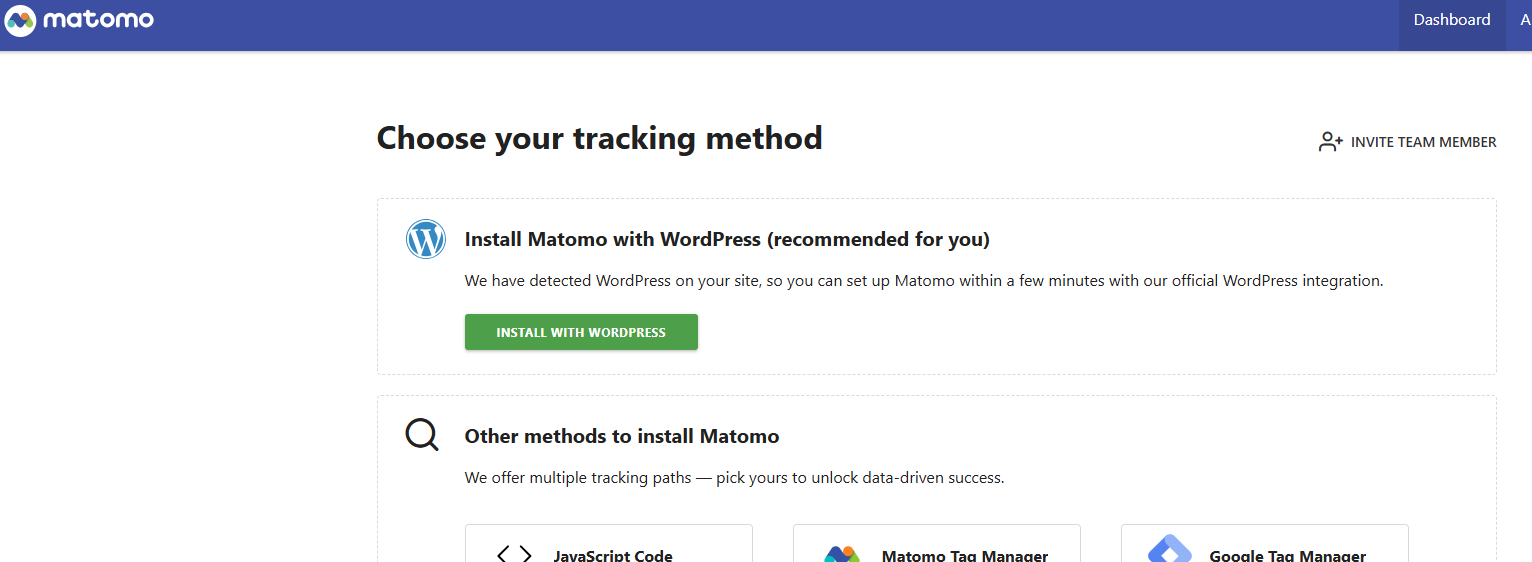 matomo
Dashboard
A
Choose your tracking method
INVITE TEAM MEMBER
Install Matomo with WordPress (recommended for you)
We have detected WordPress on your site, so you can set up Matomo within a few minutes with our official WordPress integration.
INSTALL WITH WORDPRESS
Other methods to install Matomo
We offer multiple tracking paths — pick yours to unlock data-driven success.
JavaScript Code
Matomo Tag Manager
Google Tag Manager